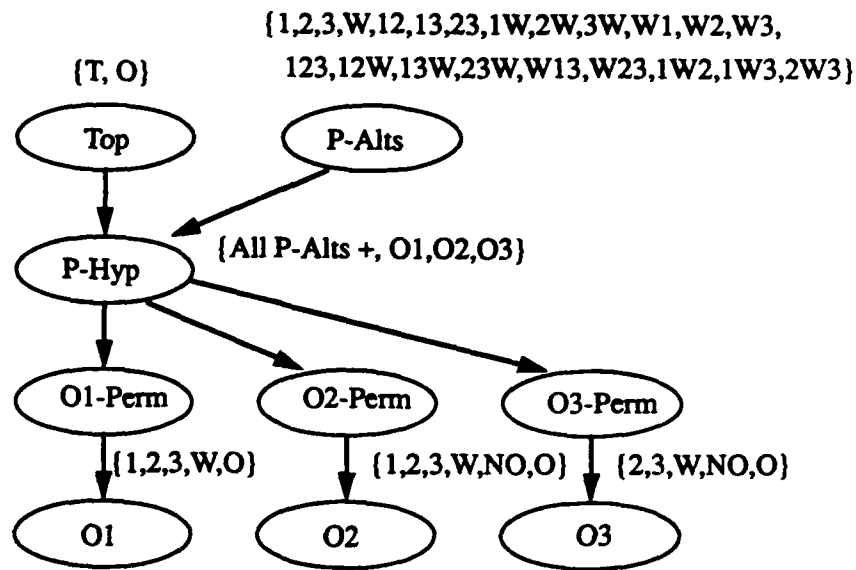 {1,2,3,W,12,13,23,1W,2W,3W,W1,W2,W3,
123,12W,13W,23W,W13,W23,1W2,1W3,2W3}
{T, O}
Top
P-Alts
{All P-Alts +, O1,O2,O3}
P-Hyp
O1-Perm
O2-Perm
O3-Perm
{1,2,3,W,O}
{1,2,3,W,NO,O}
{2,3,W,NO,O}
O1
O2
O3